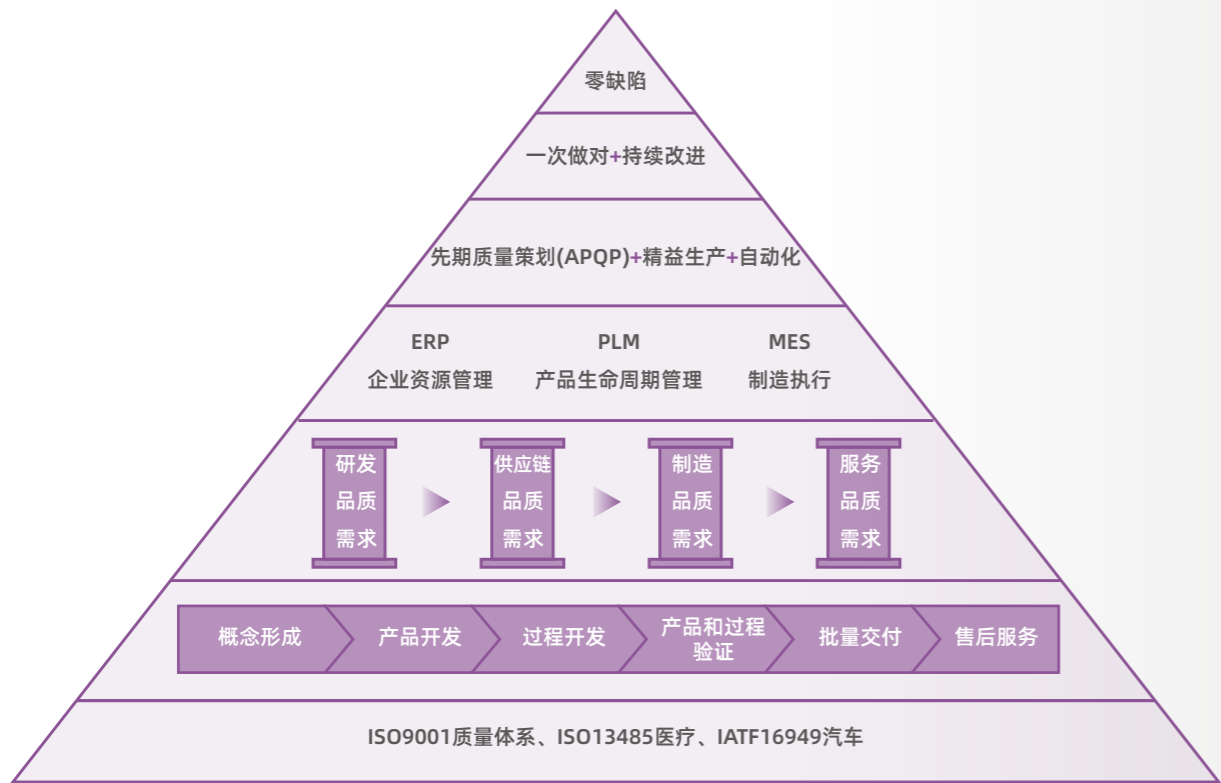 零缺陷
一次做对+持续改进
先期质量策划(APQP)+精益生产+自动化
ERP
企业资源管理
PLM
产品生命周期管理
MES
制造执行
研发
品质
需求
供应链
品质
需求
制造
品质
需求
服务
品质
需求
概念形成
产品开发
过程开发
产品和过程
验证
批量交付
售后服务
ISO9001质量体系、ISO13485医疗、IATF16949汽车